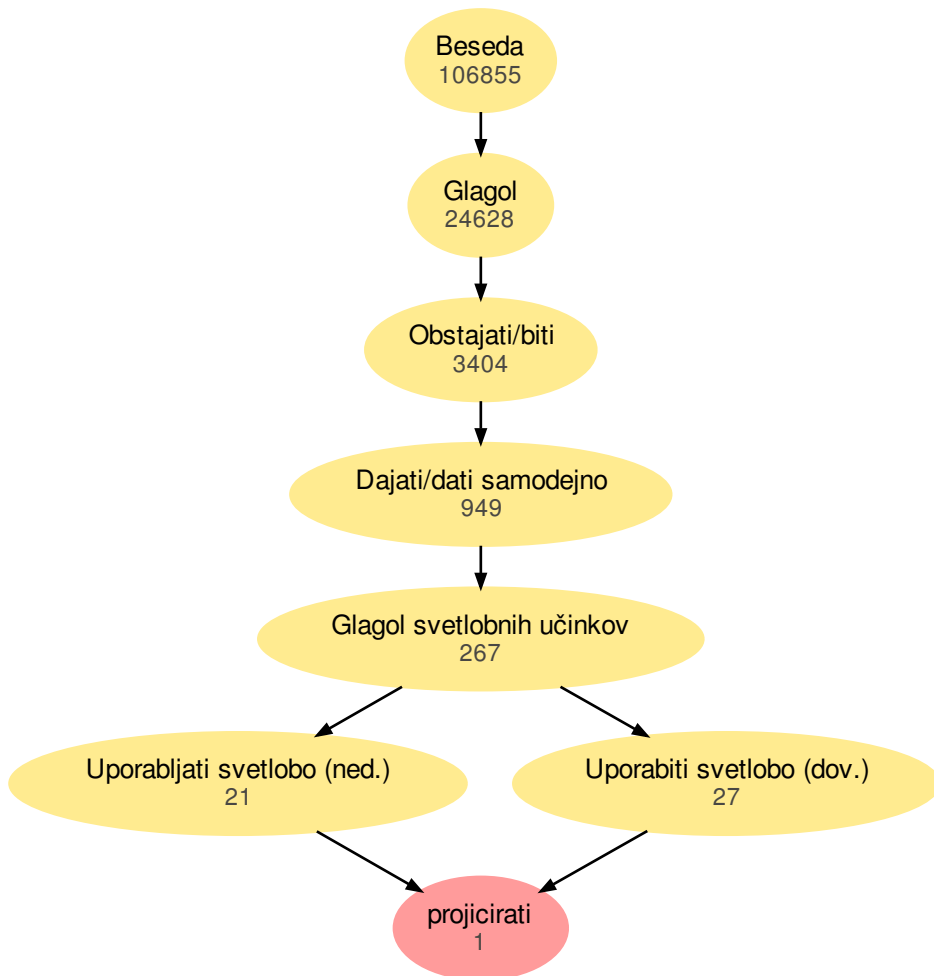 Beseda
106855
Glagol
24628
Obstajati/biti
3404
Dajati/dati samodejno
949
Glagol svetlobnih učinkov
267
Uporabljati svetlobo (ned.)
21
Uporabiti svetlobo (dov.)
27
projicirati
1